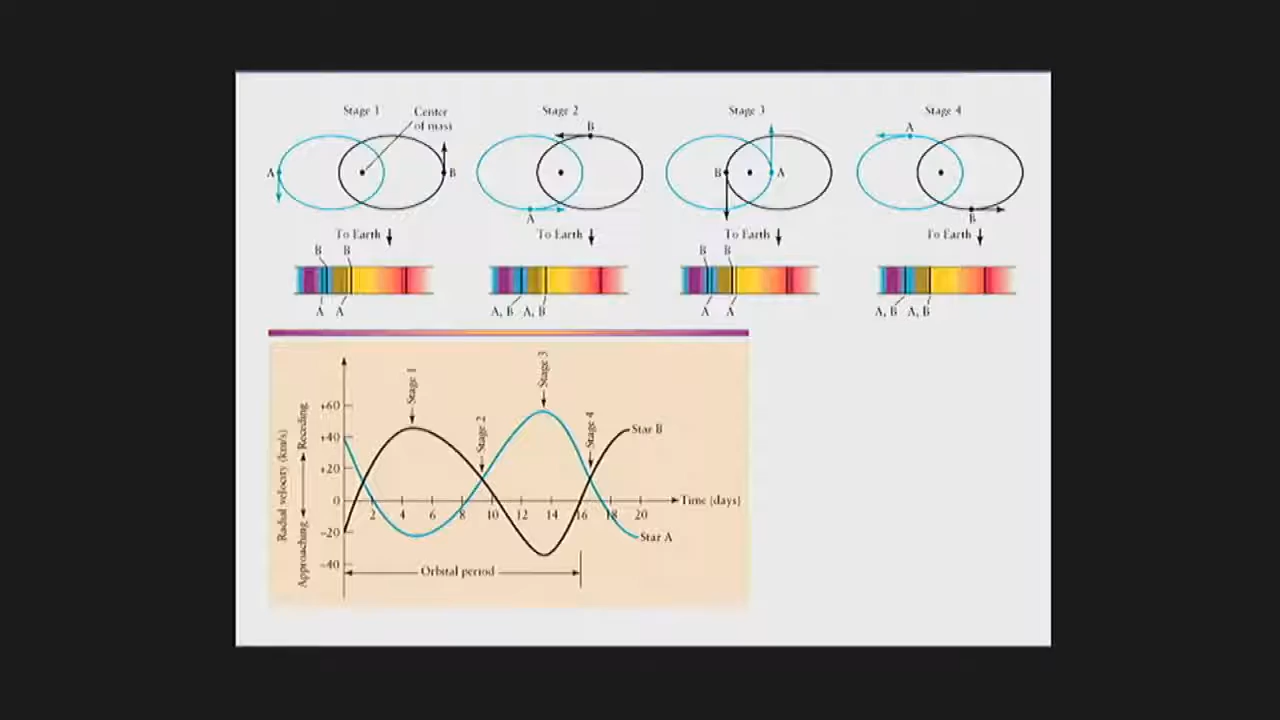 Stage 1
Center
of mass
A
B
Stage 2
B
A
Stage 3
B
A
Stage 4
A
B
To Earth
To Earth
To Earth
To Earth
B B
A A
A, B A, B
B B
A A
A, B A, B
Radial velocity (km/s)
Approaching
Receding
+60
+40
+20
0
-20
-40
Stage 1
Stage 2
Stage 3
Stage 4
Star B
Time (days)
2 4 6 8 10 12 14 16 18 20
Star A
Orbital period